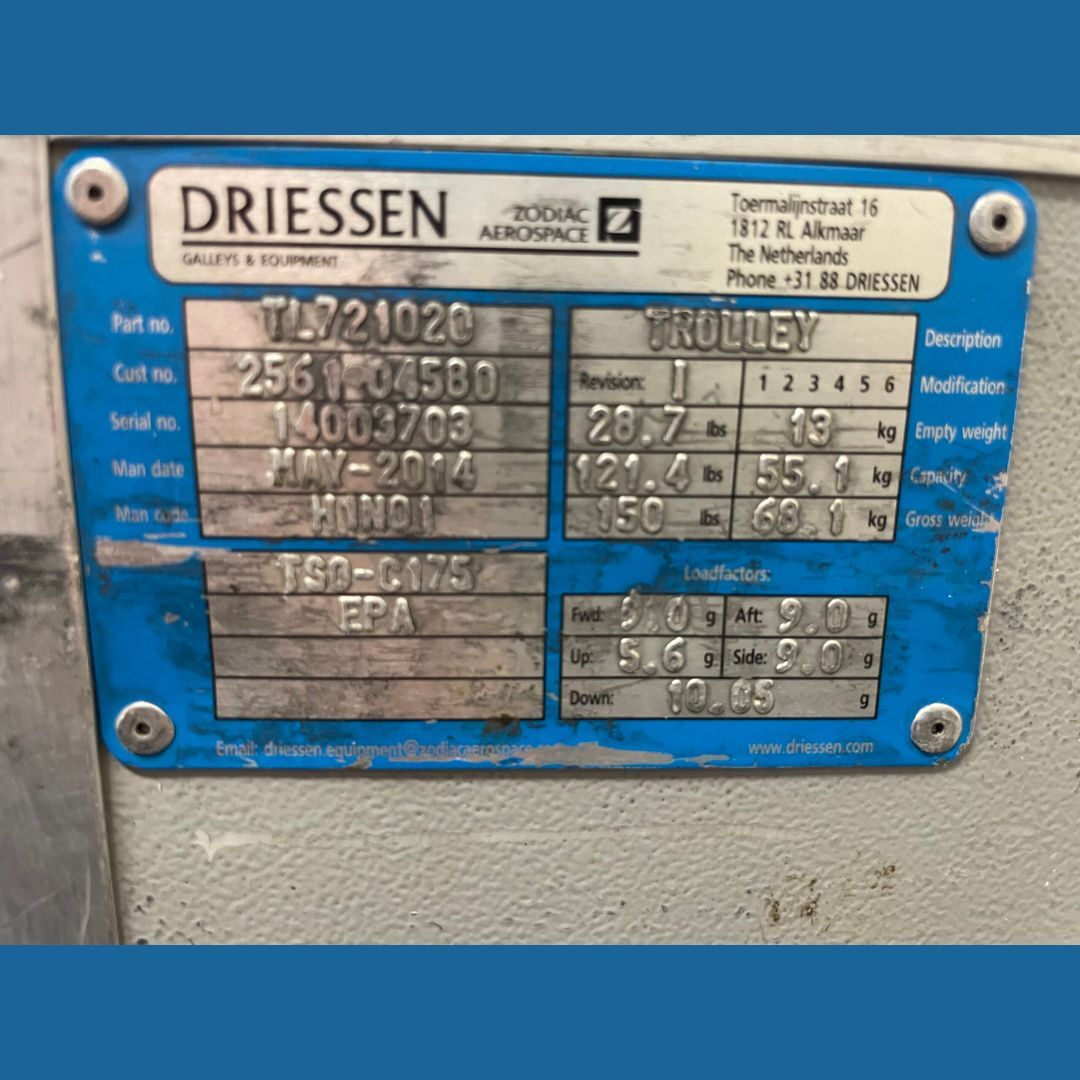 DRIESSEN
GALLEYS & EQUIPMENT
ZODIAC
AEROSPACE
Toermalijnstraat 16
1812 RL Alkmaar
The Netherlands
Phone +31 88 DRIESSEN
Part no. TL721020 TROLLEY Description
Cust no. Revision: I 1 2 3 4 5 6 Modification
Serial no. 14003703 28.7 lbs 13 kg Empty weight
Man date MAY-2014 121.4 lbs 55.1 kg Capacity
Man code M1N01 150 lbs 68.1 kg Gross weight
TSO-C175
EPA
Loadfactors:
Fwd: 9.0 g Aft: 9.0 g
Up: 5.6 g Side: 9.0 g
Down: 10.05 g
Email: driessen.equipment@zodiacaerospace
www.driessen.com